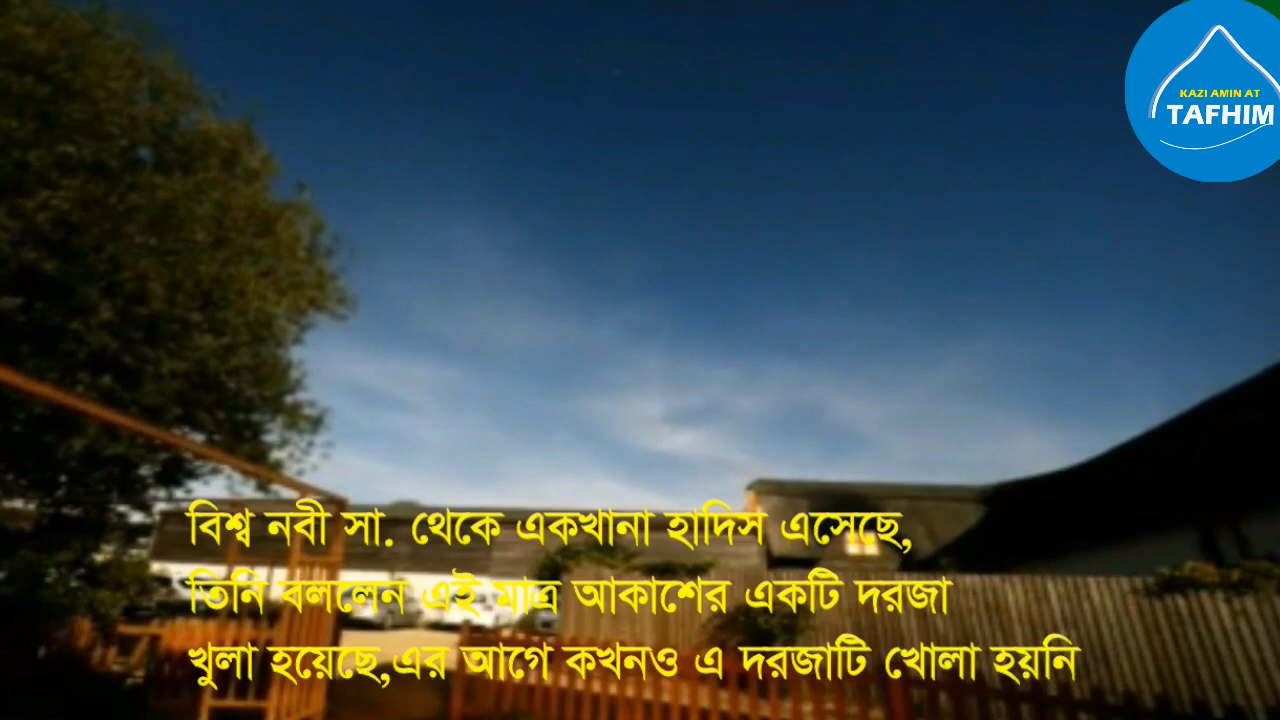 KAZI AMIN AT
TAFHIM
বিশ্ব নবী সা. থেকে একখানা হাদিস এসেছে,
তিনি বললেন এই মাত্র আকাশের একটি দরজা
খুলা হয়েছে,এর আগে কখনও এ দরজাটি খোলা হয়নি